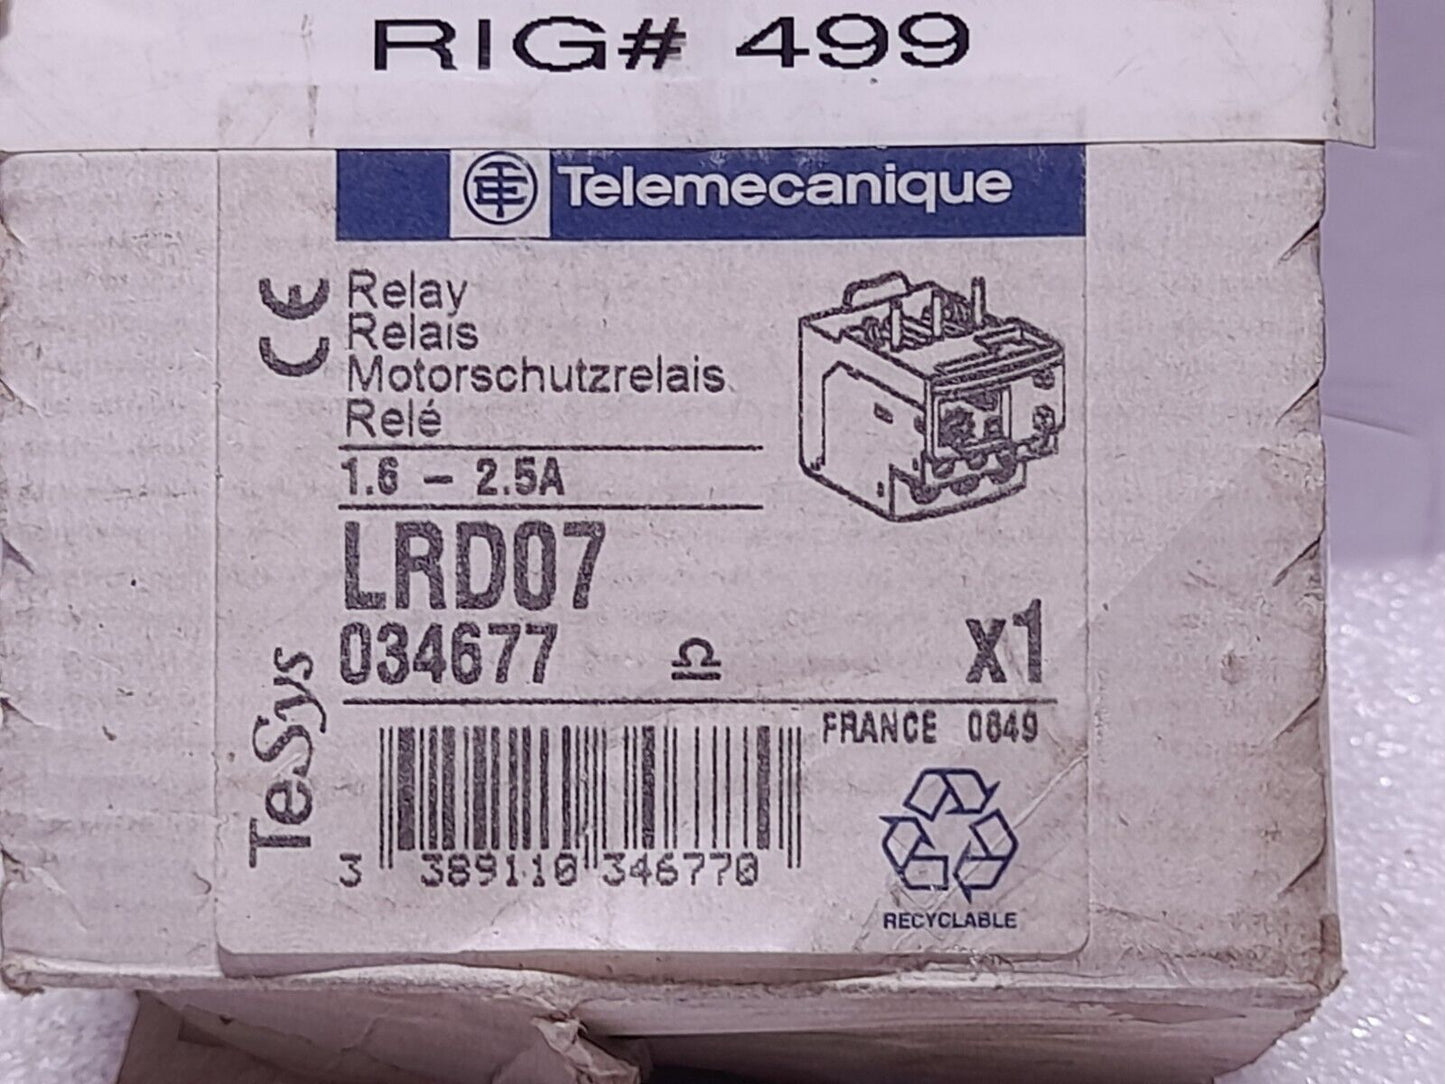 RIG# 499
Telemecanique
CE
Relay
Relais
Motorschutzrelais
Relé
1.6 – 2.5A
LRD07
034677
x1
TeSys
FRANCE 0849
3 389110 346770
RECYCLABLE